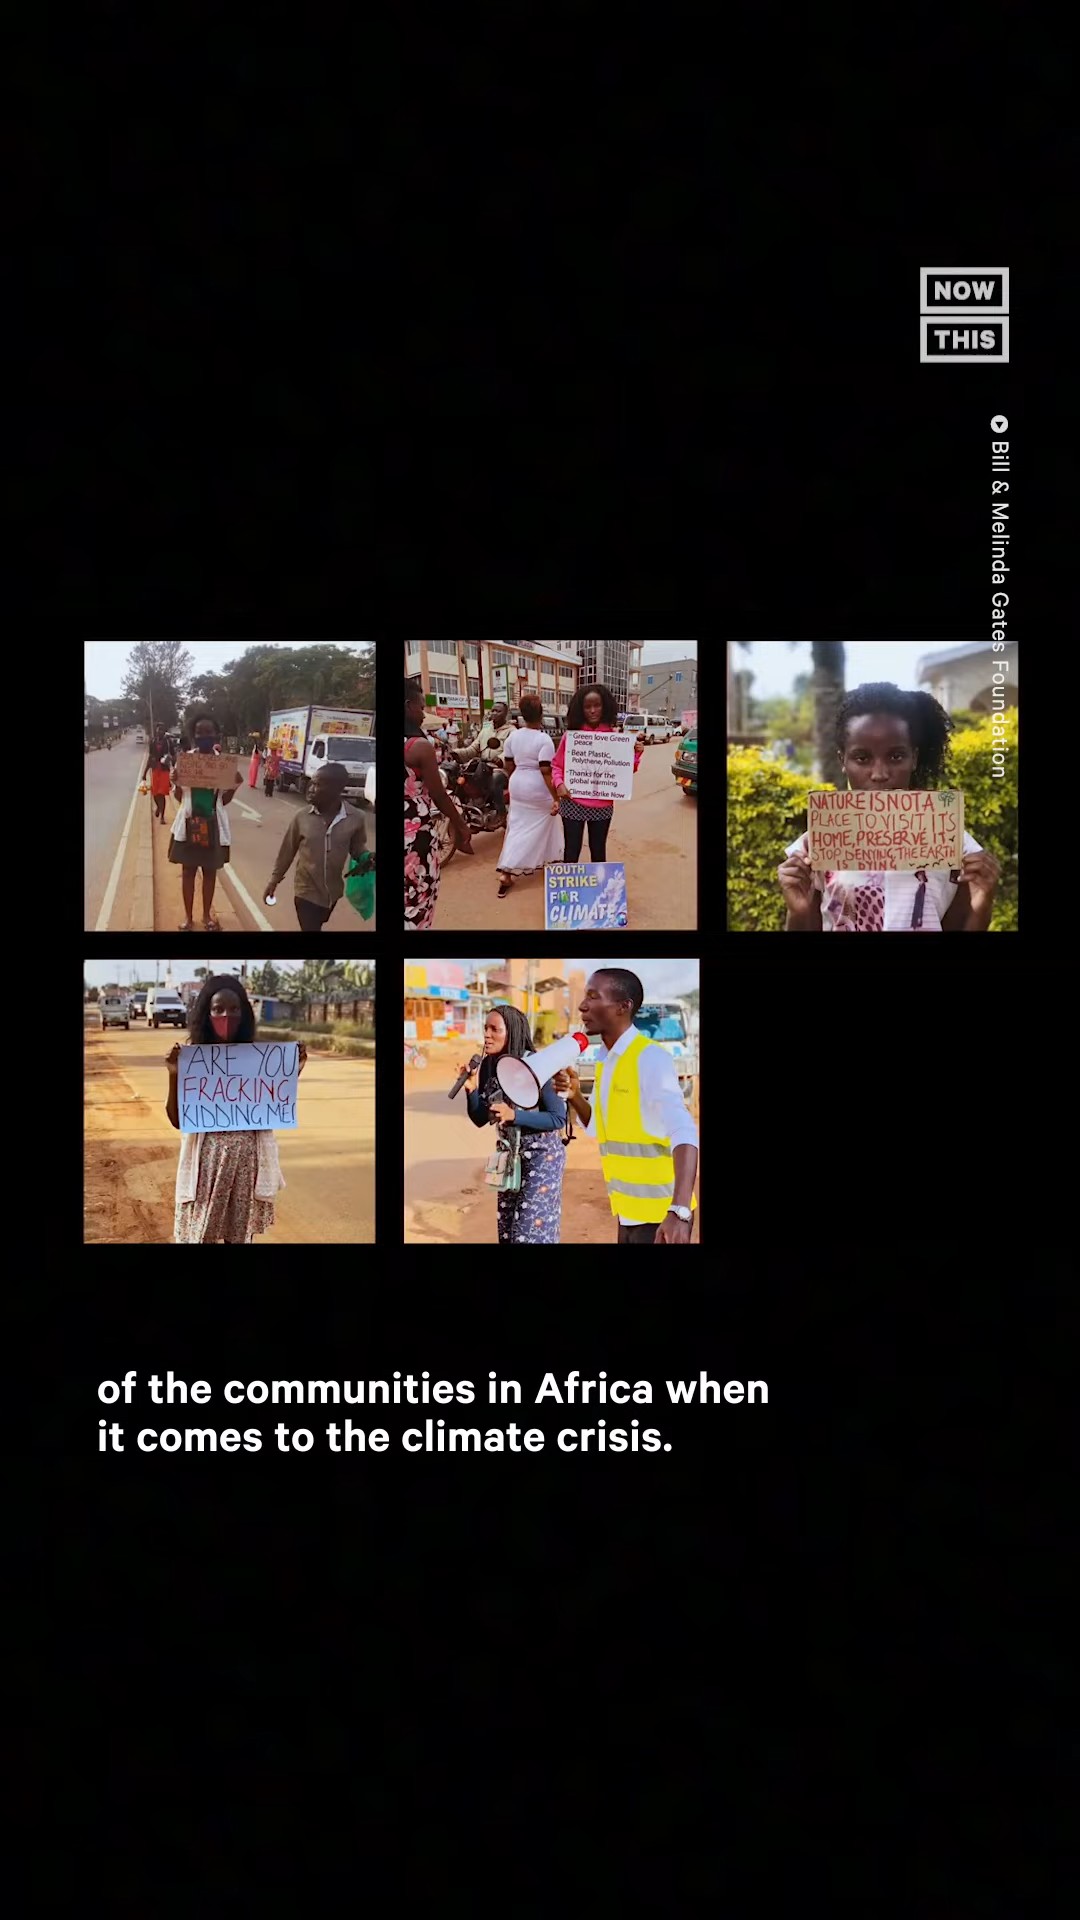 NOW
THIS
Bill & Melinda Gates Foundation
Green love Green
peace
Beat Plastic,
Polythene, Pollution
Thanks for the
global warming
Climate Strike Now
YOUTH
STRIKE
FOR
CLIMATE
NATURE IS NOT A
PLACE TO VISIT. IT'S
HOME, PRESERVE IT.
STOP DENYING, THE EARTH
IS DYING
ARE YOU
FRACKING
KIDDING ME!
of the communities in Africa when
it comes to the climate crisis.